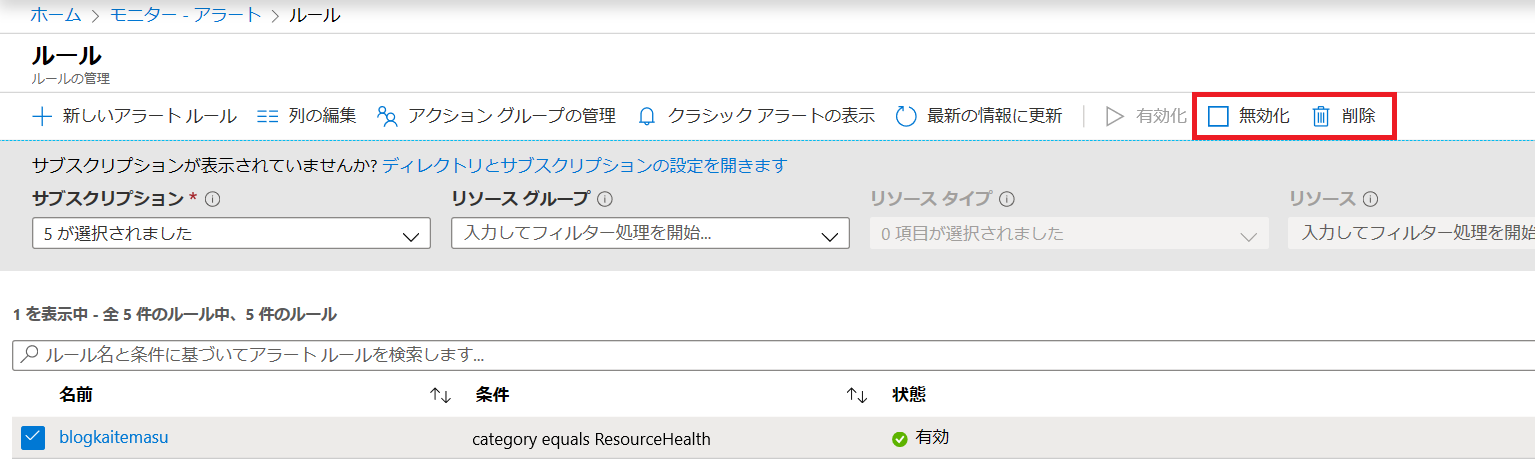 ホーム > モニター - アラート > ルール
ルール
ルールの管理
新しいアラート ルール 列の編集 アクション グループの管理 クラシック アラートの表示 最新の情報に更新 有効化 無効化 削除
サブスクリプションが表示されていませんか? ディレクトリとサブスクリプションの設定を開きます
サブスクリプション * リソース グループ リソース タイプ リソース
5 が選択されました 入力してフィルター処理を開始... 0 項目が選択されました 入力してフィルター処理を開始
1 を表示中 - 全 5 件のルール中、5 件のルール
ルール名と条件に基づいてアラート ルールを検索します...
名前 条件 状態
blogkaitemasu category equals ResourceHealth 有効